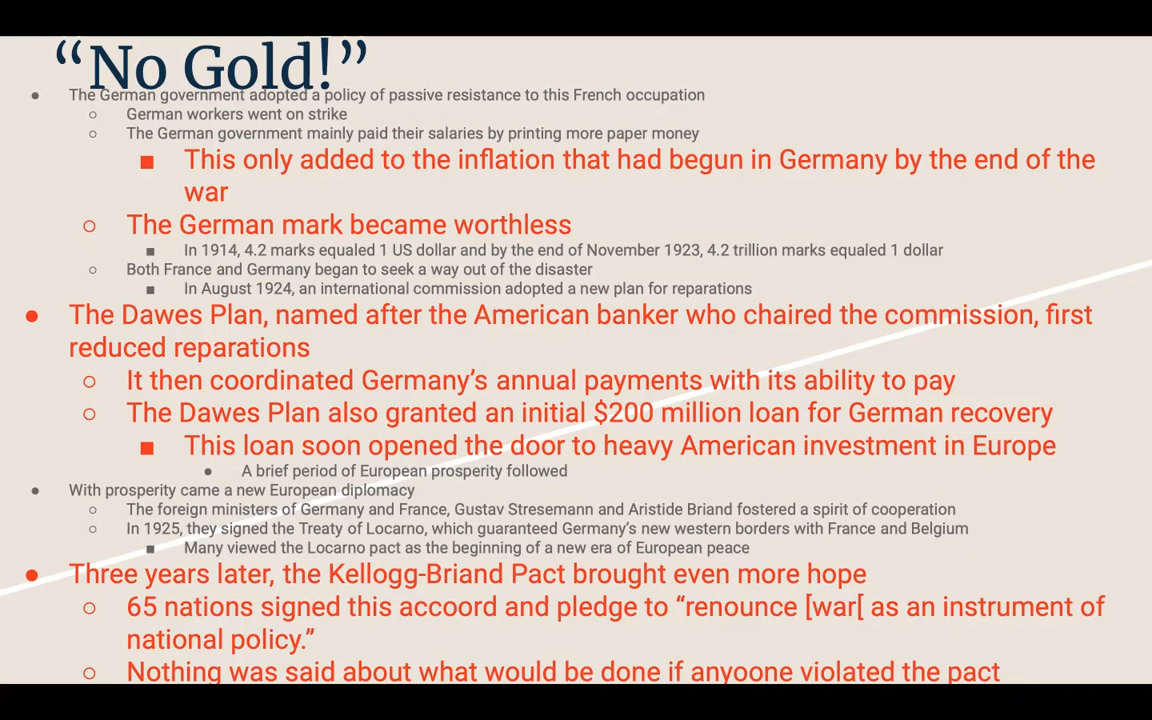 “No Gold!”
● The German government adopted a policy of passive resistance to this French occupation
○ German workers went on strike
○ The German government mainly paid their salaries by printing more paper money
■ This only added to the inflation that had begun in Germany by the end of the
war
○ The German mark became worthless
■ In 1914, 4.2 marks equaled 1 US dollar and by the end of November 1923, 4.2 trillion marks equaled 1 dollar
○ Both France and Germany began to seek a way out of the disaster
■ In August 1924, an international commission adopted a new plan for reparations
● The Dawes Plan, named after the American banker who chaired the commission, first
reduced reparations
○ It then coordinated Germany’s annual payments with its ability to pay
○ The Dawes Plan also granted an initial $200 million loan for German recovery
■ This loan soon opened the door to heavy American investment in Europe
● A brief period of European prosperity followed
● With prosperity came a new European diplomacy
○ The foreign ministers of Germany and France, Gustav Stresemann and Aristide Briand fostered a spirit of cooperation
○ In 1925, they signed the Treaty of Locarno, which guaranteed Germany’s new western borders with France and Belgium
■ Many viewed the Locarno pact as the beginning of a new era of European peace
● Three years later, the Kellogg-Briand Pact brought even more hope
○ 65 nations signed this accoord and pledge to “renounce [war[ as an instrument of
national policy.”
○ Nothing was said about what would be done if anyoone violated the pact